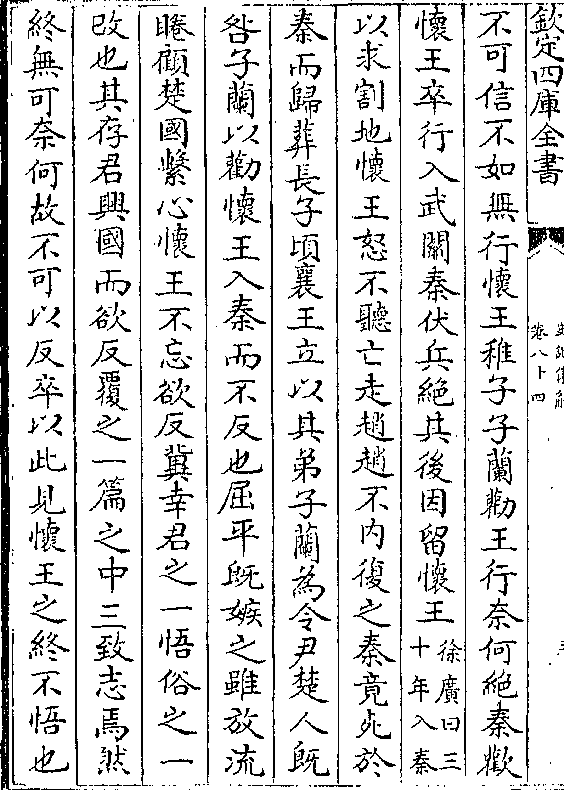 欽定四庫全書
卷八十四
不可信不如無行懷王稚子子蘭勸王行奈何絶秦歡
懷王卒行入武關秦伏兵絶其後因留懷王徐廣曰三十年入秦
以求割地懷王怒不聽亡走趙趙不内復之秦竟死於
秦而歸葬長子頃襄王立以其弟子蘭為令尹楚人既
咎子蘭以勸懷王入秦而不反也屈平既嫉之雖放流
睠顧楚國繫心懷王不忘欲反冀幸君之一悟俗之一
改也其存君興國而欲反覆之一篇之中三致志焉然
終無可奈何故不可以反卒以此見懷王之終不悟也